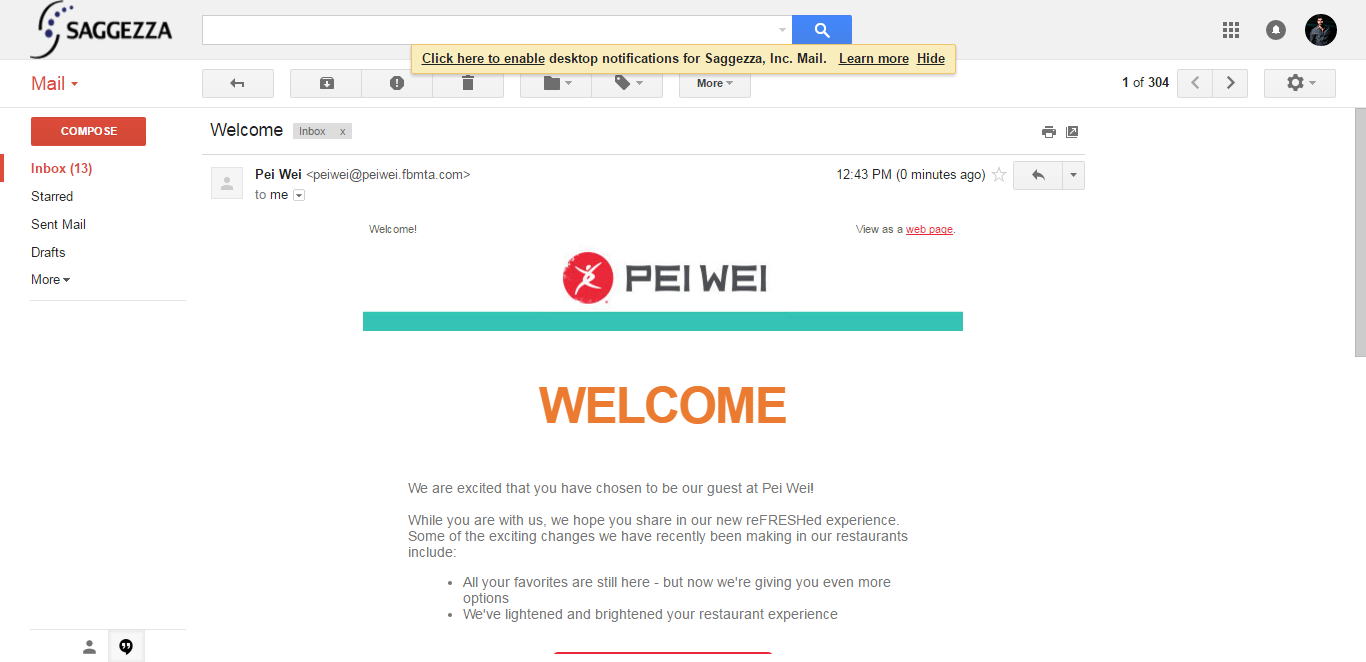 SAGGEZZA
Click here to enable desktop notifications for Saggezza, Inc. Mail. Learn more Hide
Mail
More
1 of 304
COMPOSE
Inbox (13)
Starred
Sent Mail
Drafts
More
Welcome Inbox x
Pei Wei <peiwei@peiwei.fbmta.com>
12:43 PM (0 minutes ago)
to me
Welcome!
View as a web page.
PEI WEI
WELCOME
We are excited that you have chosen to be our guest at Pei Wei!
While you are with us, we hope you share in our new reFRESHed experience.
Some of the exciting changes we have recently been making in our restaurants
include:
• All your favorites are still here - but now we're giving you even more
options
• We've lightened and brightened your restaurant experience